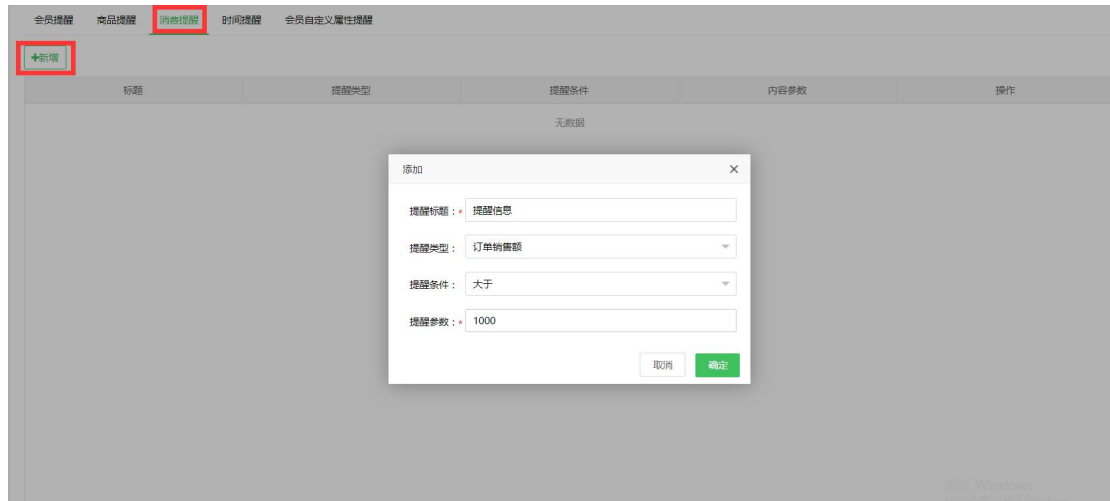 会员提醒 商品提醒 消费提醒 时间提醒 会员自定义属性提醒
+新增
标题 提醒类型 提醒条件 内容参数 操作
无数据
添加 ×
提醒标题：* 提醒信息
提醒类型： 订单销售额
提醒条件： 大于
提醒参数：* 1000
取消 确定
激活 Windows